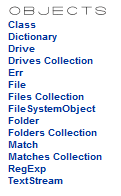 OBJECTS
Class
Dictionary
Drive
Drives Collection
Err
File
Files Collection
FileSystemObject
Folder
Folders Collection
Match
Matches Collection
RegExp
TextStream